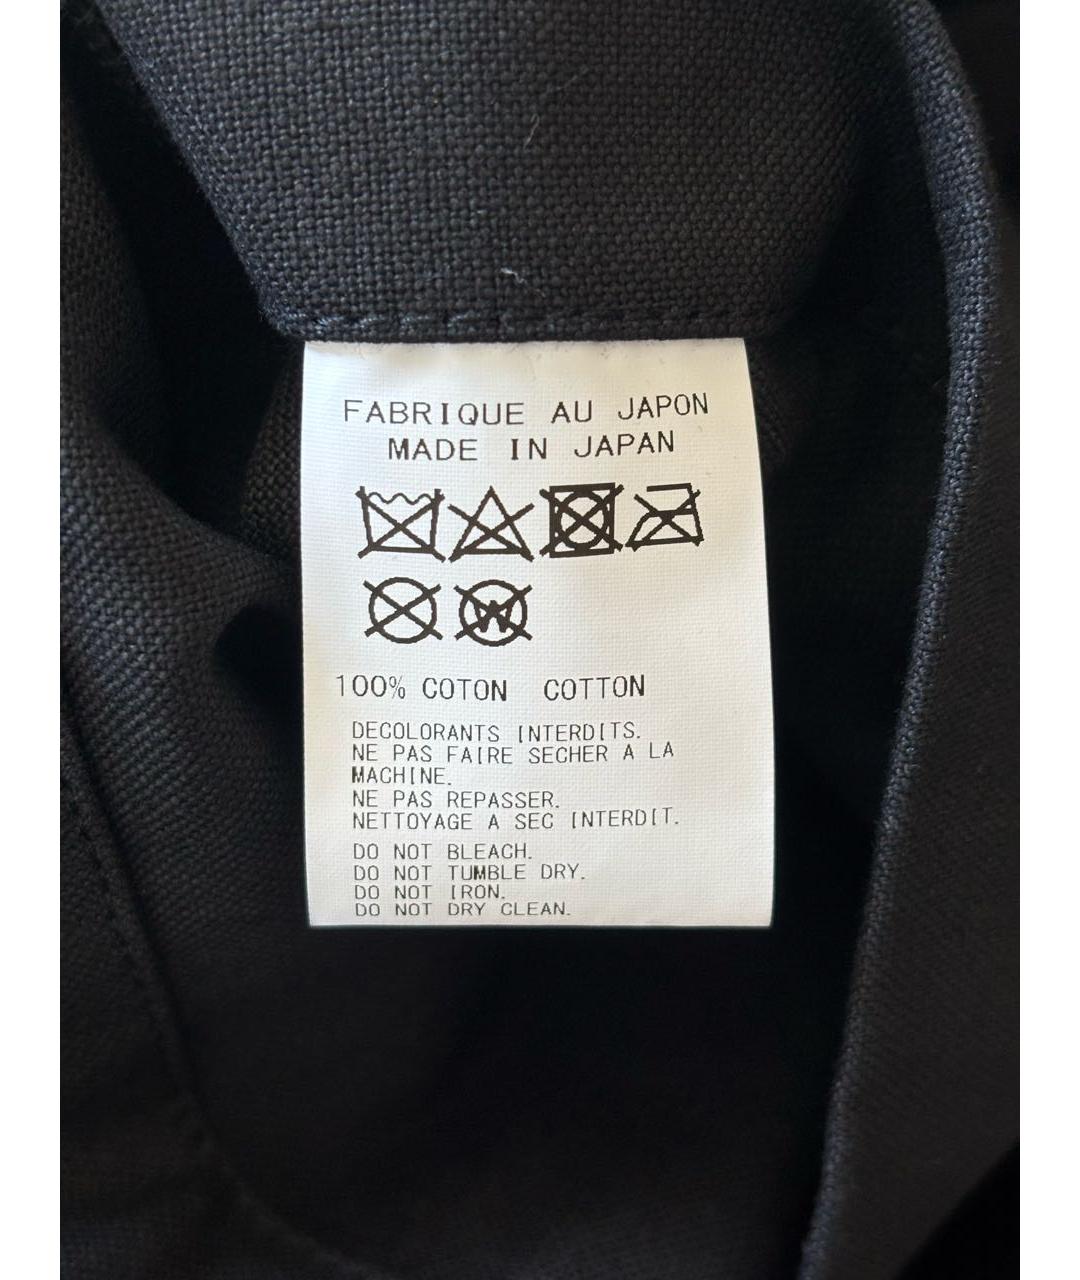 FABRIQUE AU JAPON
MADE IN JAPAN
W
100% COTON COTTON
DECOLORANTS INTERDITS.
NE PAS FAIRE SECHER A LA
MACHINE.
NE PAS REPASSER.
NETTOYAGE A SEC INTERDIT.
DO NOT BLEACH.
DO NOT TUMBLE DRY.
DO NOT IRON.
DO NOT DRY CLEAN.